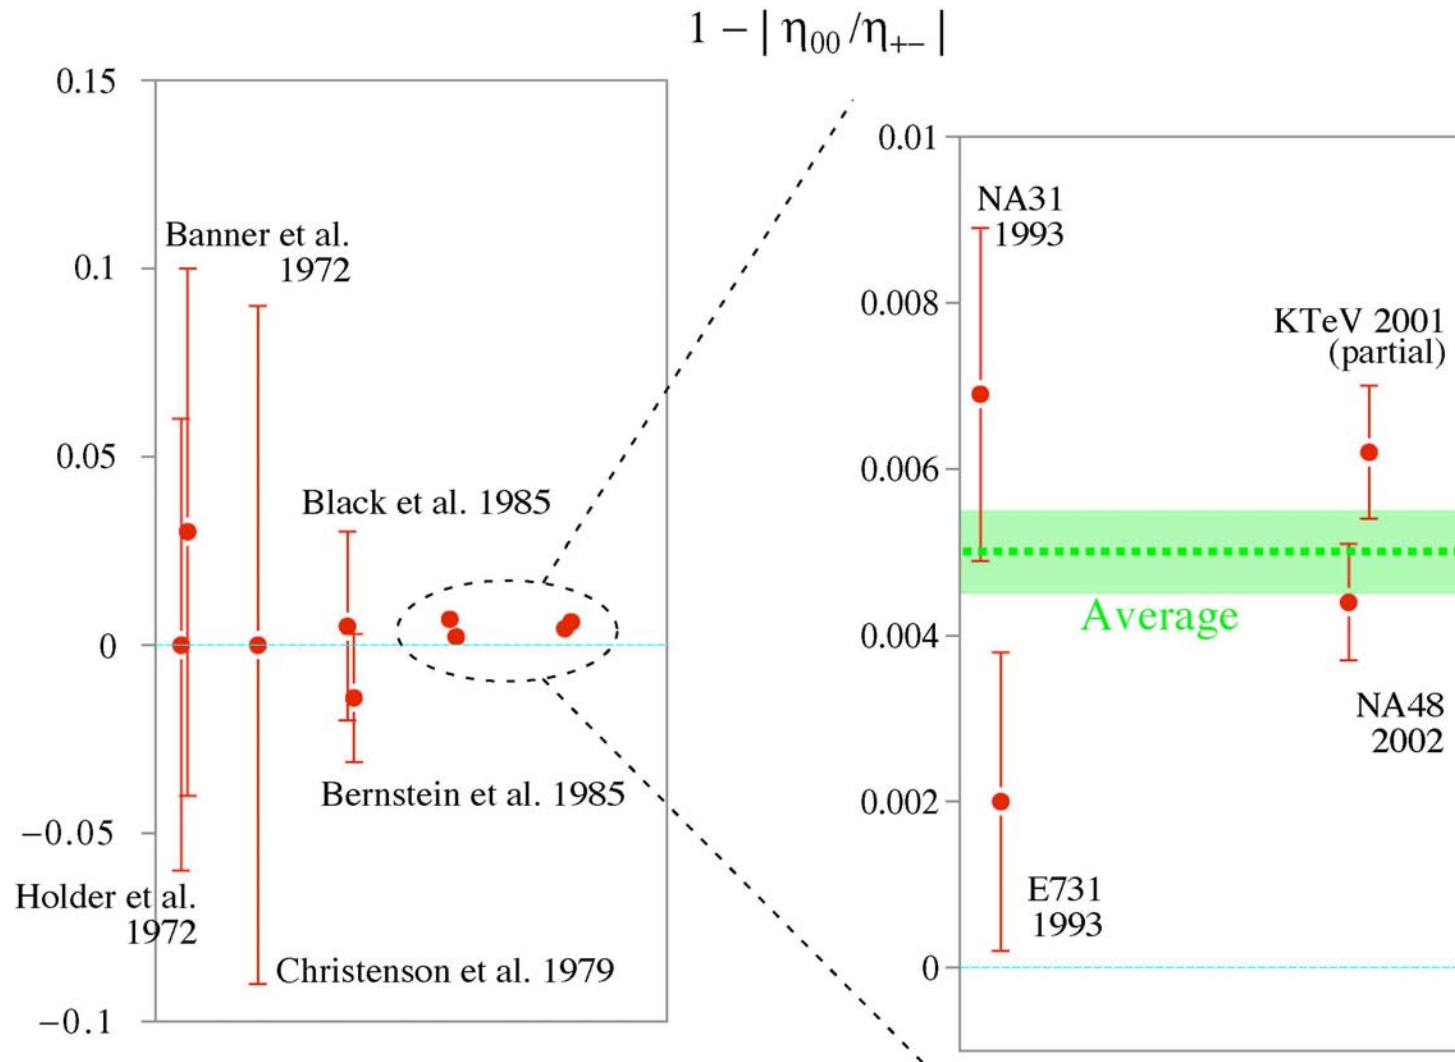 1 − | η00 /η+− |
0.15
0.1
0.05
0
−0.05
−0.1
Banner et al.
1972
Black et al. 1985
Bernstein et al. 1985
Holder et al.
1972
Christenson et al. 1979
0.01
0.008
0.006
0.004
0.002
0
NA31
1993
KTeV 2001
(partial)
Average
NA48
2002
E731
1993